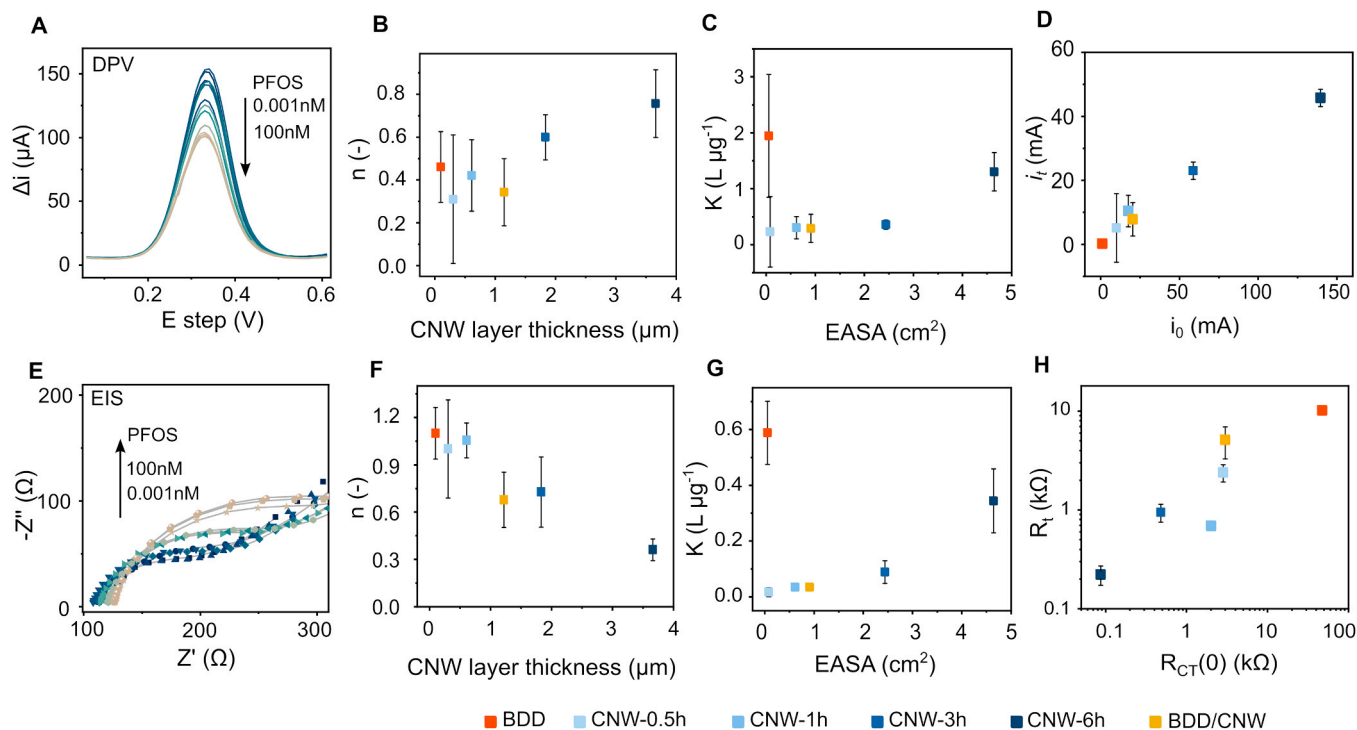 A
DPV
PFOS
0.001nM
100nM
150
100
50
0
Δi (µA)
0.2
0.4
0.6
E step (V)
B
0.8
0.6
0.4
0.2
0.0
n (-)
0
1
2
3
4
CNW layer thickness (µm)
C
3
2
1
0
K (L µg⁻¹)
0
1
2
3
4
5
EASA (cm²)
D
60
40
20
0
iₜ (mA)
0
50
100
150
i₀ (mA)
E
EIS
PFOS
100nM
0.001nM
-200
-100
0
-Z'' (Ω)
100
200
300
Z' (Ω)
F
1.2
0.9
0.6
0.3
0.0
n (-)
0
1
2
3
4
CNW layer thickness (µm)
G
0.6
0.4
0.2
0.0
K (L µg⁻¹)
0
1
2
3
4
5
EASA (cm²)
H
10
1
0.1
Rₜ (kΩ)
0.1
1
10
100
R_CT(0) (kΩ)
BDD CNW-0.5h CNW-1h CNW-3h CNW-6h BDD/CNW